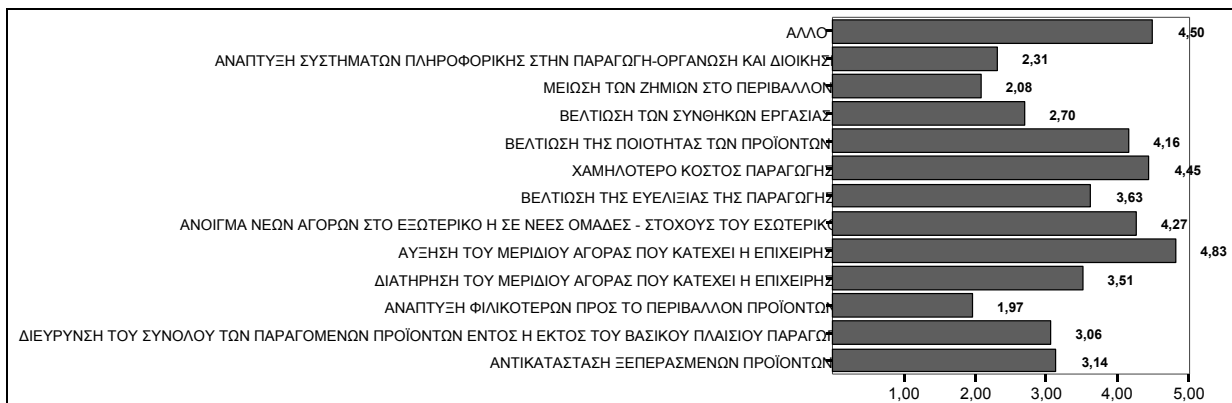 ΑΛΛΟ 4,50
ΑΝΑΠΤΥΞΗ ΣΥΣΤΗΜΑΤΩΝ ΠΛΗΡΟΦΟΡΙΚΗΣ ΣΤΗΝ ΠΑΡΑΓΩΓΗ-ΟΡΓΑΝΩΣΗ ΚΑΙ ΔΙΟΙΚΗΣ 2,31
ΜΕΙΩΣΗ ΤΩΝ ΖΗΜΙΩΝ ΣΤΟ ΠΕΡΙΒΑΛΛΟΝ 2,08
ΒΕΛΤΙΩΣΗ ΤΩΝ ΣΥΝΘΗΚΩΝ ΕΡΓΑΣΙΑΣ 2,70
ΒΕΛΤΙΩΣΗ ΤΗΣ ΠΟΙΟΤΗΤΑΣ ΤΩΝ ΠΡΟΪΟΝΤΩΝ 4,16
ΧΑΜΗΛΟΤΕΡΟ ΚΟΣΤΟΣ ΠΑΡΑΓΩΓΗΣ 4,45
ΒΕΛΤΙΩΣΗ ΤΗΣ ΕΥΕΛΙΞΙΑΣ ΤΗΣ ΠΑΡΑΓΩΓΗΣ 3,63
ΑΝΟΙΓΜΑ ΝΕΩΝ ΑΓΟΡΩΝ ΣΤΟ ΕΞΩΤΕΡΙΚΟ Η ΣΕ ΝΕΕΣ ΟΜΑΔΕΣ - ΣΤΟΧΟΥΣ ΤΟΥ ΕΣΩΤΕΡΙΚΟ 4,27
ΑΥΞΗΣΗ ΤΟΥ ΜΕΡΙΔΙΟΥ ΑΓΟΡΑΣ ΠΟΥ ΚΑΤΕΧΕΙ Η ΕΠΙΧΕΙΡΗΣ 4,83
ΔΙΑΤΗΡΗΣΗ ΤΟΥ ΜΕΡΙΔΙΟΥ ΑΓΟΡΑΣ ΠΟΥ ΚΑΤΕΧΕΙ Η ΕΠΙΧΕΙΡΗΣ 3,51
ΑΝΑΠΤΥΞΗ ΦΙΛΙΚΟΤΕΡΩΝ ΠΡΟΣ ΤΟ ΠΕΡΙΒΑΛΛΟΝ ΠΡΟΪΟΝΤΩΝ 1,97
ΔΙΕΥΡΥΝΣΗ ΤΟΥ ΣΥΝΟΛΟΥ ΤΩΝ ΠΑΡΑΓΟΜΕΝΩΝ ΠΡΟΪΟΝΤΩΝ ΕΝΤΟΣ Η ΕΚΤΟΣ ΤΟΥ ΒΑΣΙΚΟΥ ΠΛΑΙΣΙΟΥ ΠΑΡΑΓΩΓ 3,06
ΑΝΤΙΚΑΤΑΣΤΑΣΗ ΞΕΠΕΡΑΣΜΕΝΩΝ ΠΡΟΪΟΝΤΩΝ 3,14
1,00 2,00 3,00 4,00 5,00